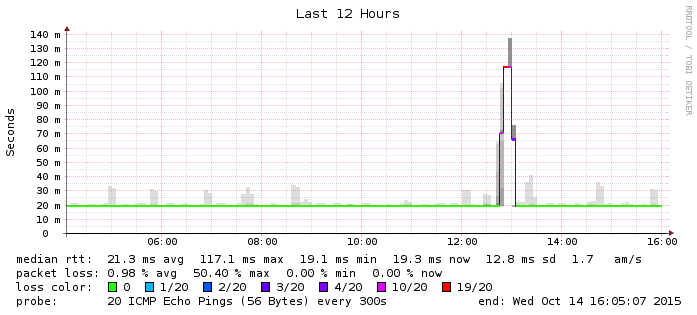 Last 12 Hours
RRDTOOL / TOBI OETIKER
Seconds
140 m
130 m
120 m
110 m
100 m
90 m
80 m
70 m
60 m
50 m
40 m
30 m
20 m
10 m
0
06:00 08:00 10:00 12:00 14:00 16:00
median rtt: 21.3 ms avg 117.1 ms max 19.1 ms min 19.3 ms now 12.8 ms sd 1.7 am/s
packet loss: 0.98 % avg 50.40 % max 0.00 % min 0.00 % now
loss color: 0 1/20 2/20 3/20 4/20 10/20 19/20
probe: 20 ICMP Echo Pings (56 Bytes) every 300s end: Wed Oct 14 16:05:07 2015